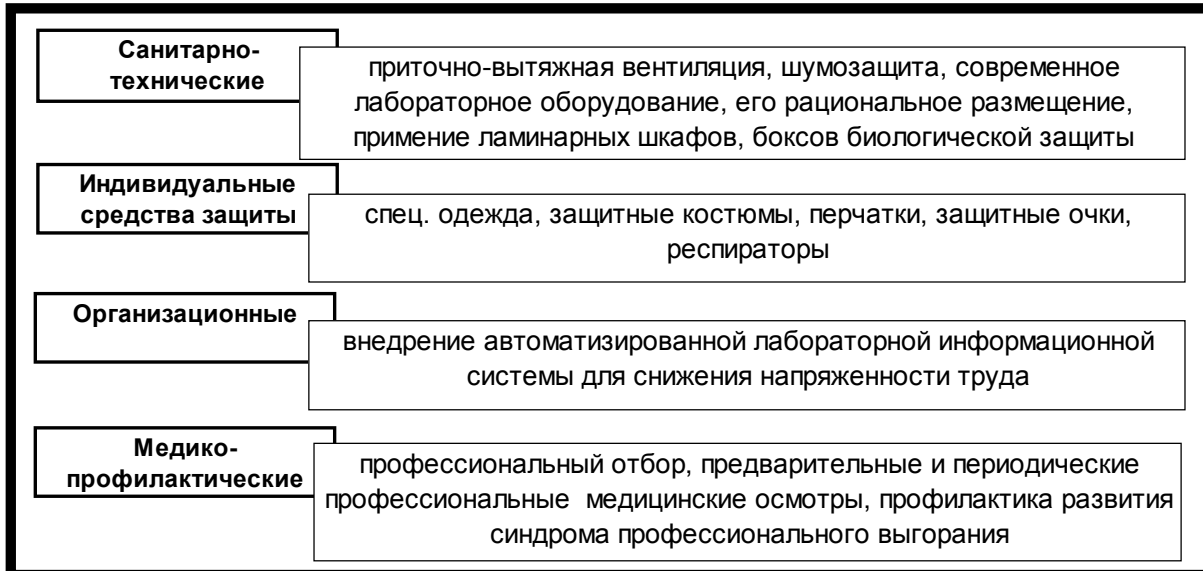 Санитарно-
технические
приточно-вытяжная вентиляция, шумозащита, современное
лабораторное оборудование, его рациональное размещение,
примение ламинарных шкафов, боксов биологической защиты
Индивидуальные
средства защиты
спец. одежда, защитные костюмы, перчатки, защитные очки,
респираторы
Организационные
внедрение автоматизированной лабораторной информационной
системы для снижения напряженности труда
Медико-
профилактические
профессиональный отбор, предварительные и периодические
профессиональные медицинские осмотры, профилактика развития
синдрома профессионального выгорания